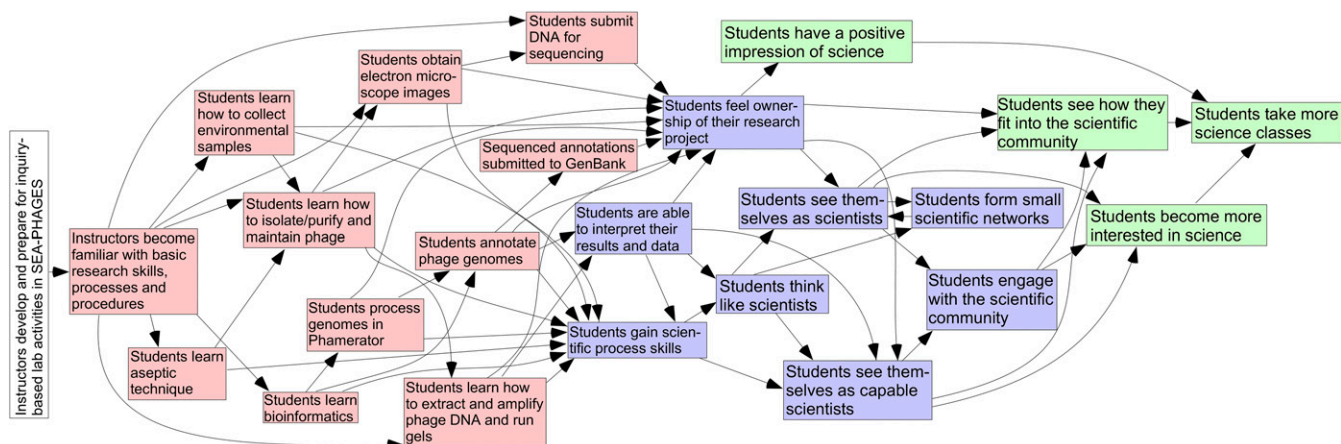 Instructors develop and prepare for inquiry-
based lab activities in SEA-PHAGES
Instructors become
familiar with basic
research skills,
processes and
procedures
Students learn
how to collect
environmental
samples
Students learn
aseptic
technique
Students learn how
to isolate/purify and
maintain phage
Students learn
bioinformatics
Students process
genomes in
Phamerator
Students obtain
electron micro-
scope images
Students annotate
phage genomes
Students learn how
to extract and amplify
phage DNA and run
gels
Students submit
DNA for
sequencing
Sequenced annotations
submitted to GenBank
Students are able
to interpret their
results and data
Students gain scien-
tific process skills
Students feel owner-
ship of their research
project
Students have a positive
impression of science
Students think
like scientists
Students see them-
selves as scientists
Students see them-
selves as capable
scientists
Students form small
scientific networks
Students engage
with the scientific
community
Students see how they
fit into the scientific
community
Students become more
interested in science
Students take more
science classes